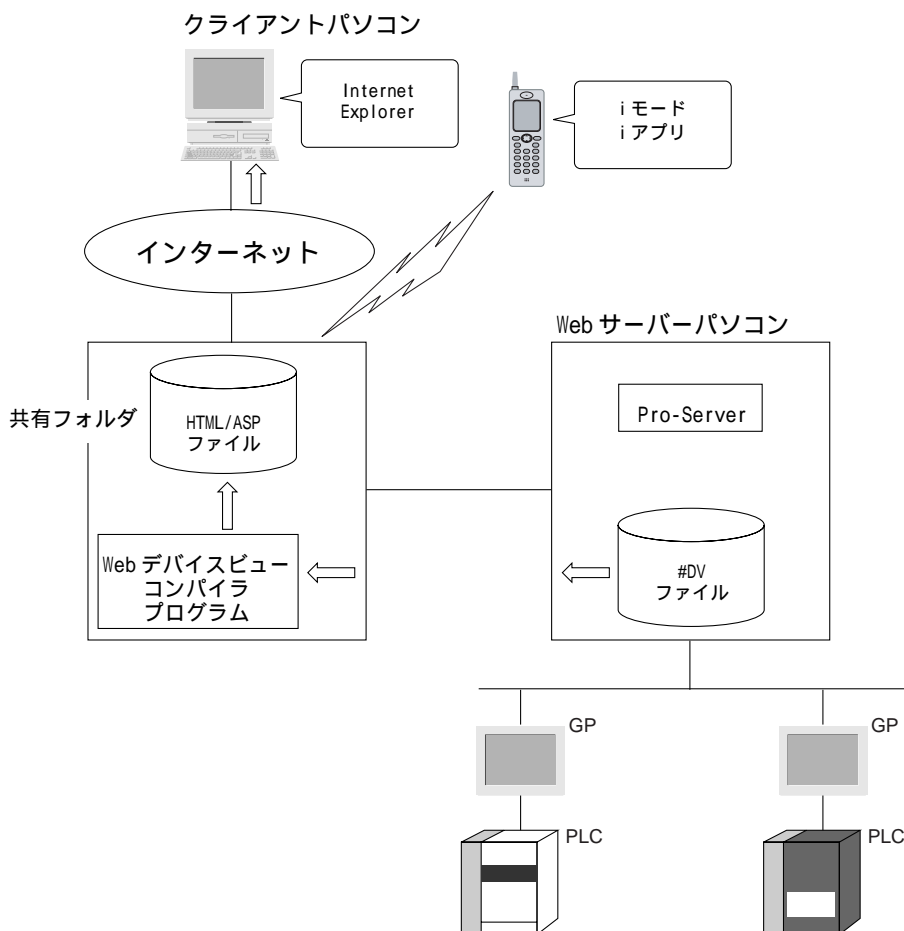 クライアントパソコン
Internet
Explorer
iモード
iアプリ
インターネット
Web サーバーパソコン
共有フォルダ
HTML/ASP
ファイル
Pro-Server
Web デバイスビュー
コンパイラ
プログラム
#DV
ファイル
GP
GP
PLC
PLC